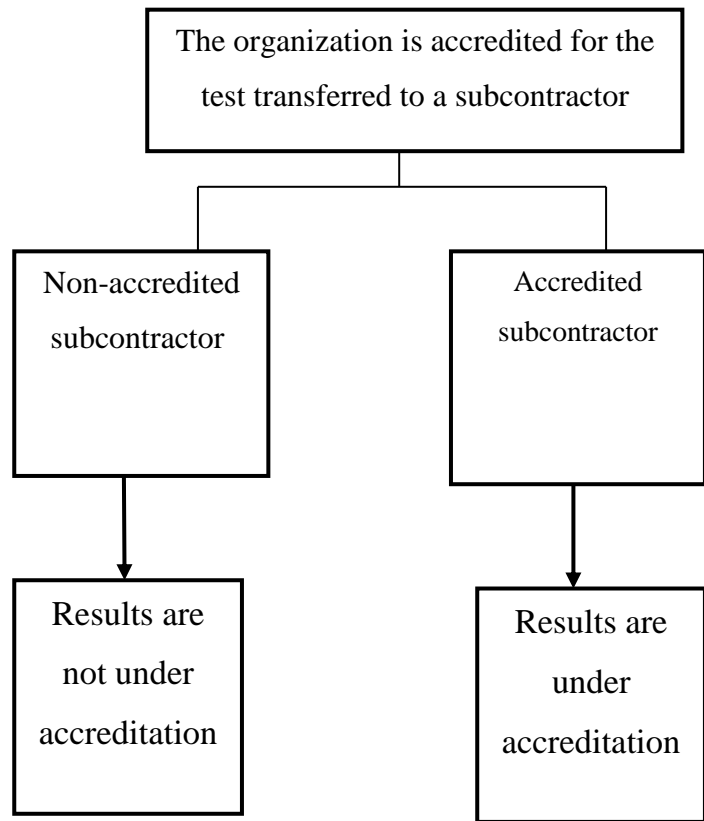 The organization is accredited for the
test transferred to a subcontractor
Non-accredited
subcontractor
Accredited
subcontractor
Results are
not under
accreditation
Results are
under
accreditation